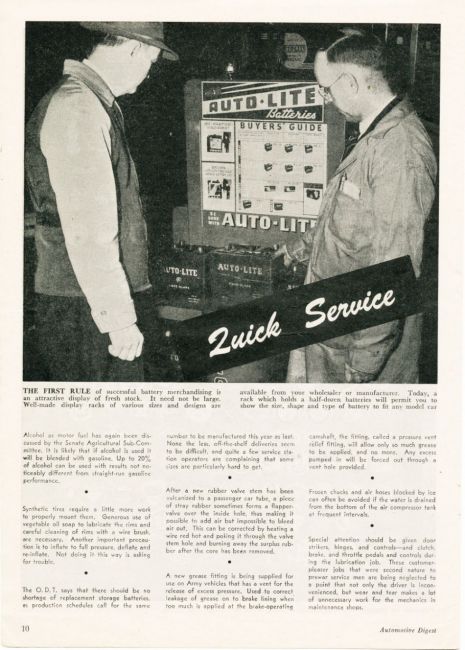 AUTO-LITE
Batteries
BUYERS' GUIDE
BE
SURE
WITH
AUTO-LITE
AUTO-LITE
AUTO-LITE
Quick Service
THE FIRST RULE of successful battery merchandising is
an attractive display of fresh stock. It need not be large.
Well-made display racks of various sizes and designs are
available from your wholesaler or manufacturer. Today, a
rack which holds a half-dozen batteries will permit you to
show the size, shape and type of battery to fit any model car
Alcohol as motor fuel has again been dis-
cussed by the Senate Agricultural Sub-Com-
mittee. It is likely that if alcohol is used it
will be blended with gasoline. Up to 20%
of alcohol can be used with results not no-
ticeably different from straight-run gasoline
performance.
•
Synthetic tires require a little more work
to properly mount them. Generous use of
vegetable oil soap to lubricate the rims and
careful cleaning of rims with a wire brush
are necessary. Another important precau-
tion is to inflate to full pressure, deflate and
re-inflate. Not doing it this way is asking
for trouble.
•
The O.D.T. says that there should be no
shortage of replacement storage batteries,
as production schedules call for the same
number to be manufactured this year as last.
None the less, off-the-shelf deliveries seem
to be difficult, and quite a few service sta-
tion operators are complaining that some
sizes are particularly hard to get.
•
After a new rubber valve stem has been
vulcanized to a passenger car tube, a piece
of stray rubber sometimes forms a flapper-
valve over the inside hole, thus making it
possible to add air but impossible to bleed
air out. This can be corrected by heating a
wire red hot and poking it through the valve
stem hole and burning away the surplus rub-
ber after the core has been removed.
•
A new grease fitting is being supplied for
use on Army vehicles that has a vent for the
release of excess pressure. Used to correct
leakage of grease on to brake lining when
too much is applied at the brake-operating
camshaft, the fitting, called a pressure vent
relief fitting, will allow only so much grease
to be applied, and no more. Any excess
pumped in will be forced out through a
vent hole provided.
•
Frozen chucks and air hoses blocked by ice
can often be avoided if the water is drained
from the bottom of the air compressor tank
at frequent intervals.
•
Special attention should be given door
strikers, hinges, and controls—and clutch,
brake, and throttle pedals and controls dur-
ing the lubrication job. These customer-
pleaser jobs that were second nature to
prewar service men are being neglected to
a point that not only the driver is incon-
venienced, but wear and tear makes a lot
of unnecessary work for the mechanics in
maintenance shops.
10
Automotive Digest